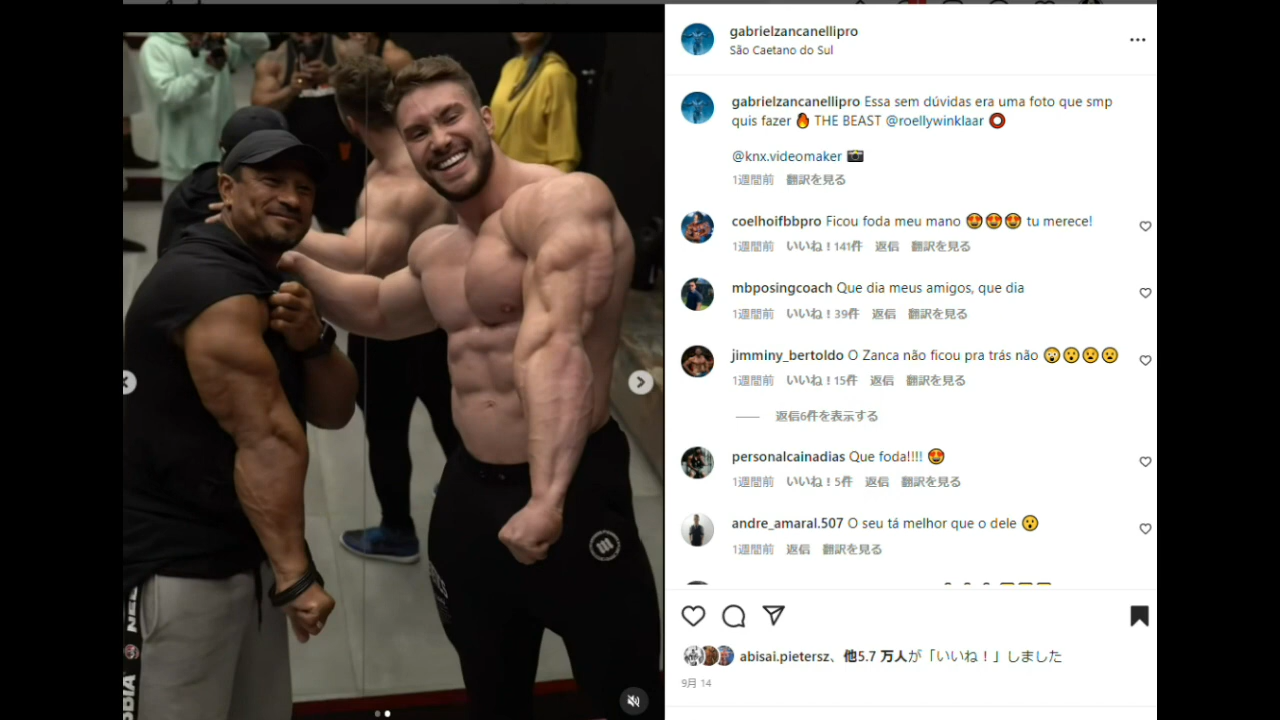 gabrielzancanellipro
São Caetano do Sul
gabrielzancanellipro Essa sem dúvidas era uma foto que smp
quis fazer 🔥 THE BEAST @roellywinklaar ⭕
@knx.videomaker 📸
1週間前 翻訳を見る
coelhoifbbpro Ficou foda meu mano 😍😍😍 tu merece!
1週間前 いいね！141件 返信 翻訳を見る
mbposingcoach Que dia meus amigos, que dia
1週間前 いいね！39件 返信 翻訳を見る
jimminy_bertoldo O Zanca não ficou pra trás não 😲😮😧😧
1週間前 いいね！15件 返信 翻訳を見る
返信6件を表示する
personalcainadias Que foda!!!! 😍
1週間前 いいね！5件 返信 翻訳を見る
andre_amaral.507 O seu tá melhor que o dele 😮
1週間前 返信 翻訳を見る
abisai.pietersz、他5.7 万人が「いいね！」しました
9月 14